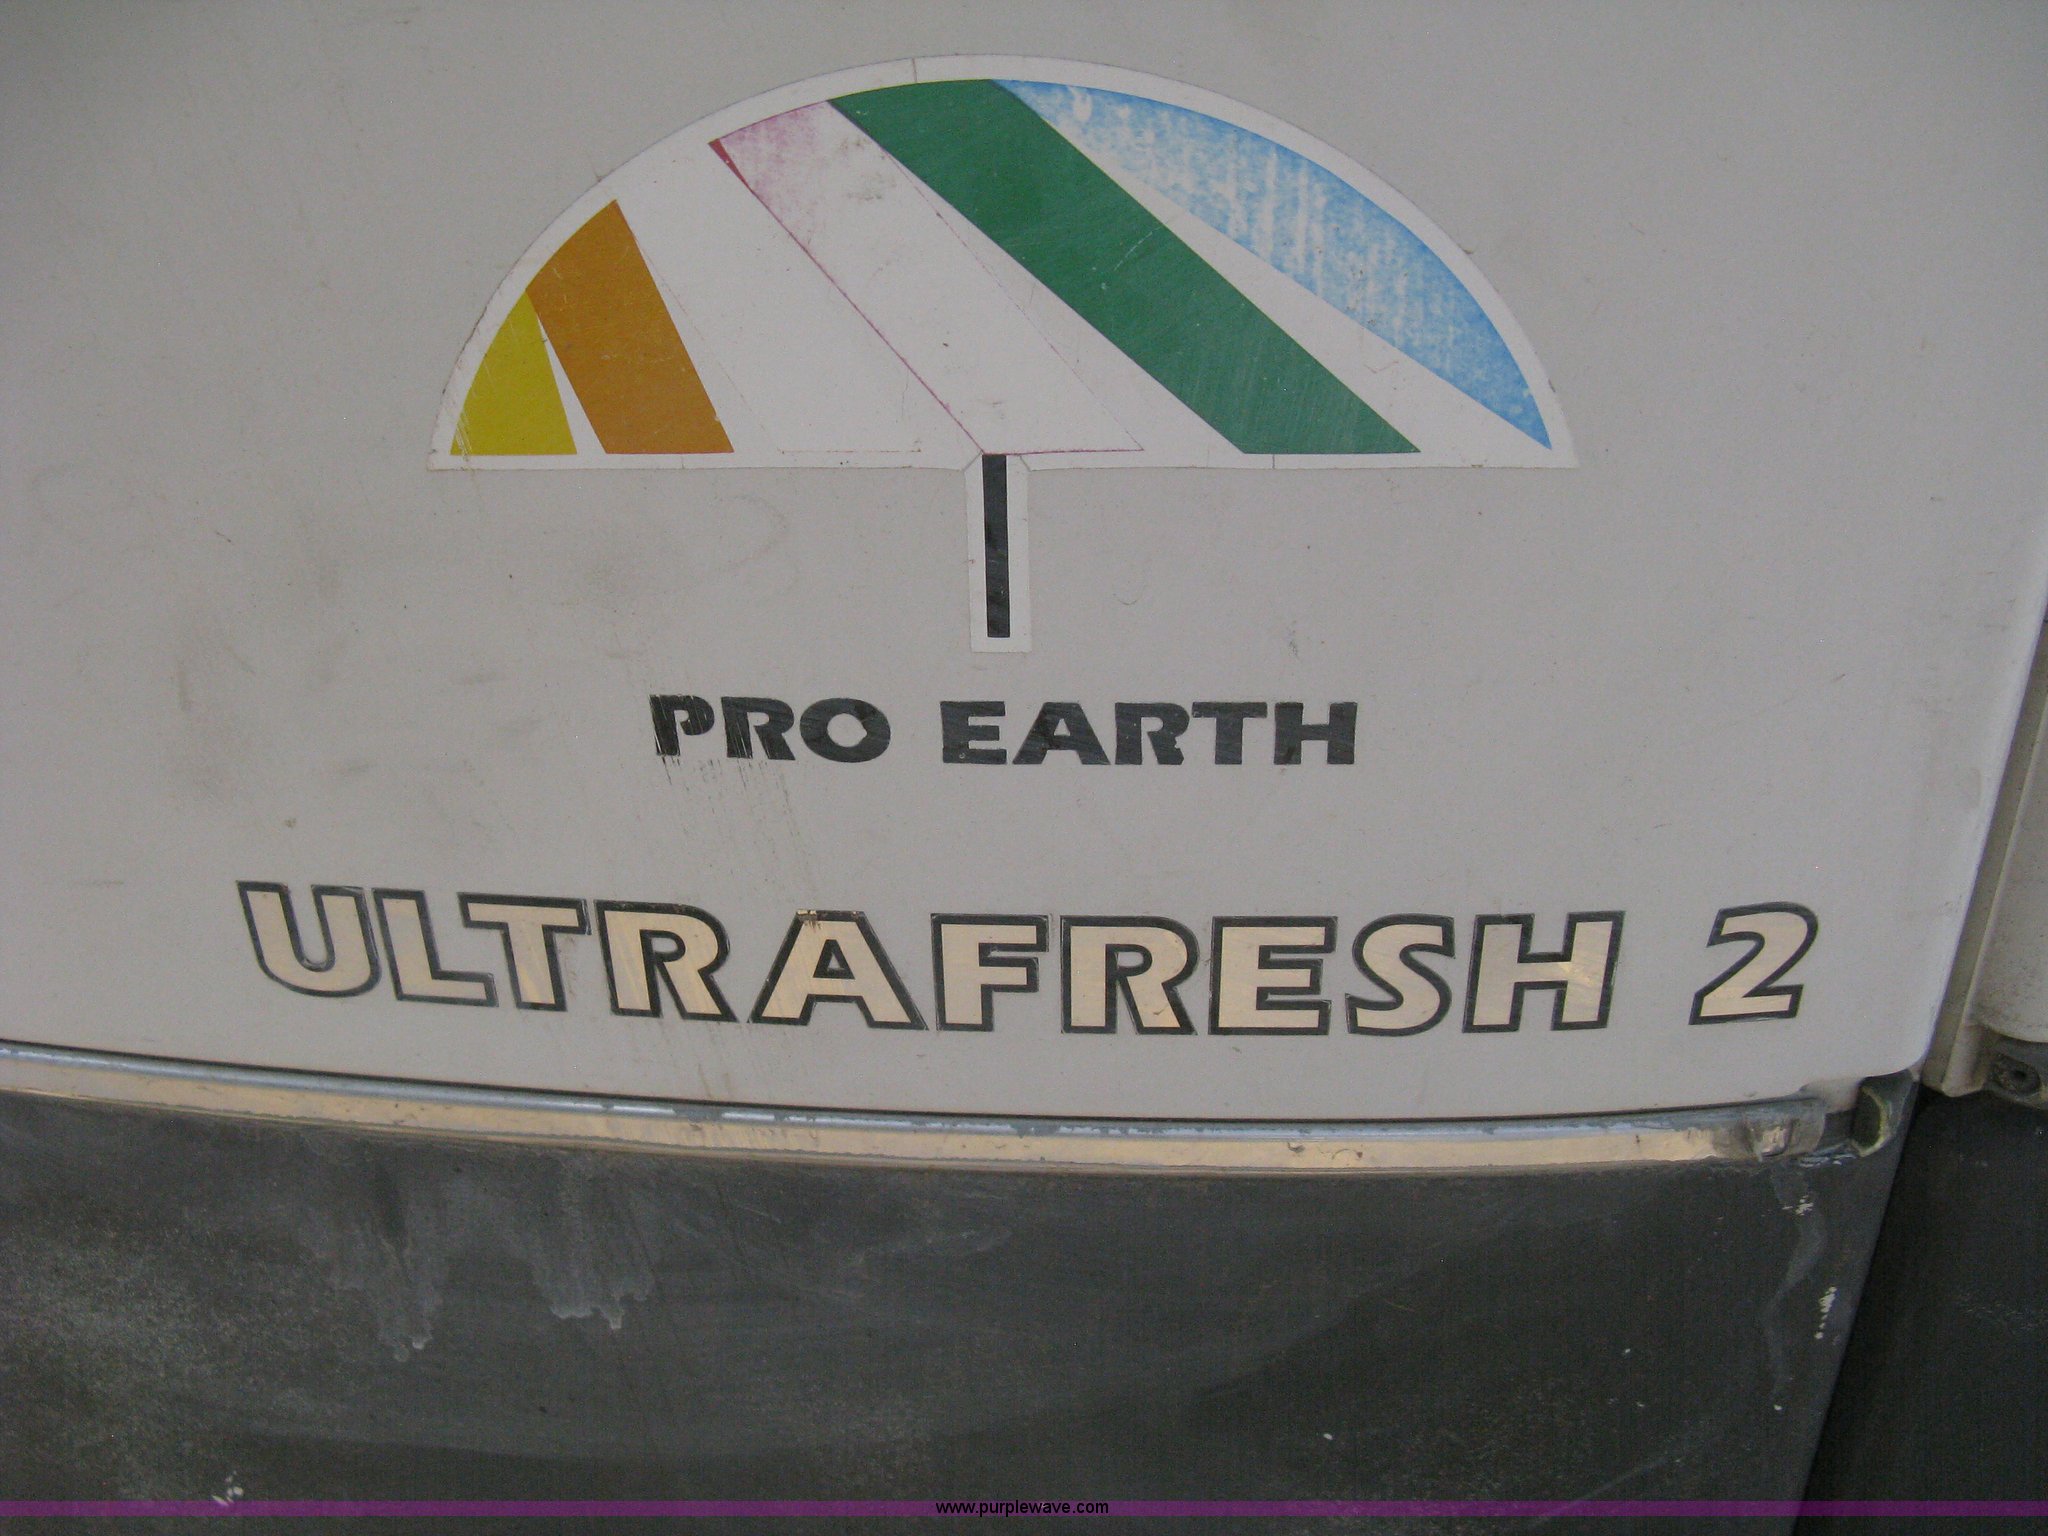 PRO EARTH
ULTRAFRESH 2
www.purplewave.com